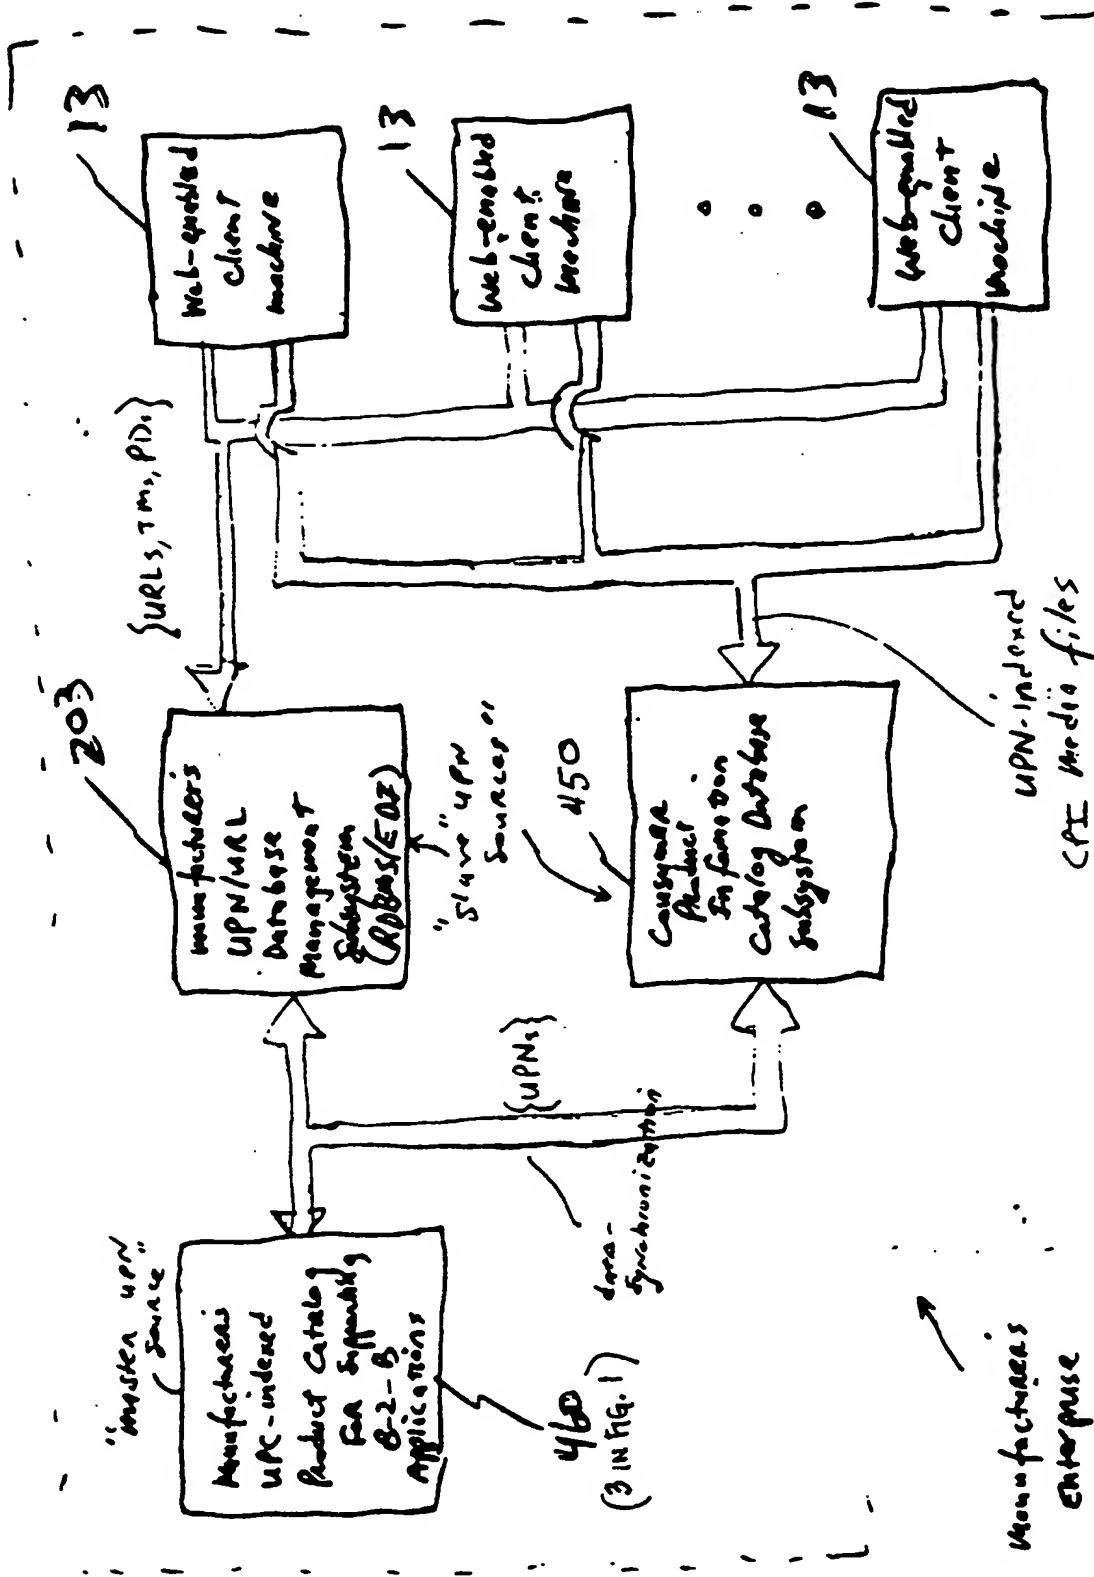 "Master UPN"
Source
Manufacturers
UPC-indexed
Product Catalog
For Supporting
B-2-B
Applications
460
(3 IN FIG. 1)
Data-
Synchronization
{UPNs}
203
manufacturer's
UPN/URL
Database
Management
Subsystem
(RDBMS/EDI)
"Slave" UPN
Sources"
450
Consumer
Product
Information
Catalog Database
Subsystem
{URLs, TMs, PDs}
UPN-indexed
CPI Media files
13
Web-enabled
Client
machine
13
Web-enabled
Client
machine
13
Web-enabled
Client
machine
manufacturers
Enterprise